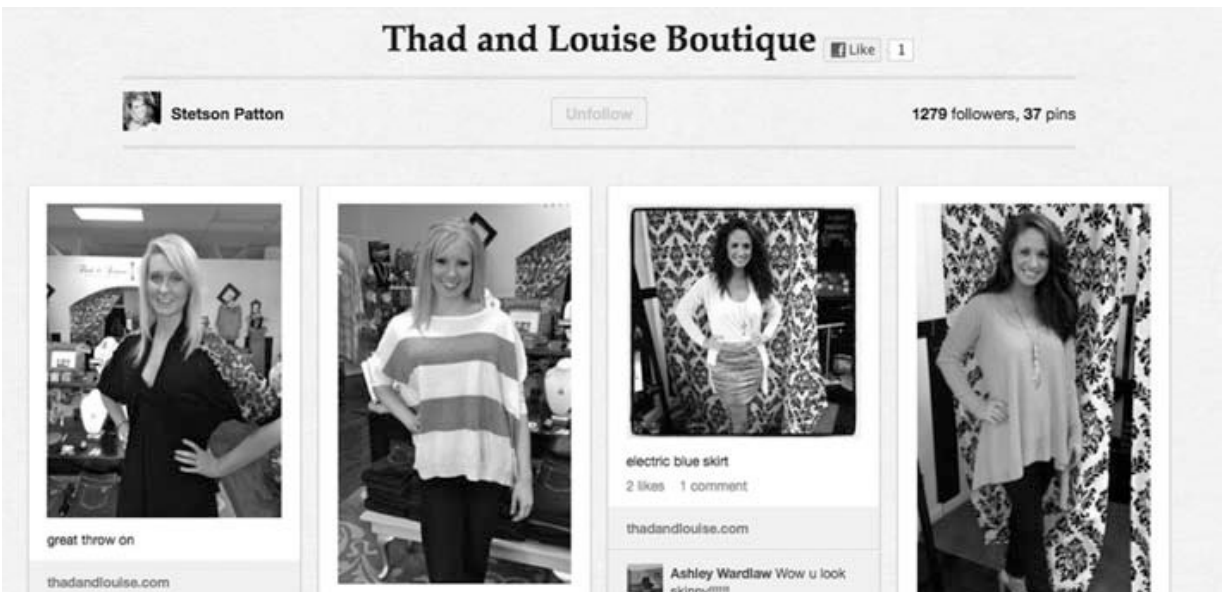 Thad and Louise Boutique
Like 1
Stetson Patton
Unfollow
1279 followers, 37 pins
great throw on
thadandlouise.com
electric blue skirt
2 likes 1 comment
thadandlouise.com
Ashley Wardlaw Wow u look
skinny!!!!!!